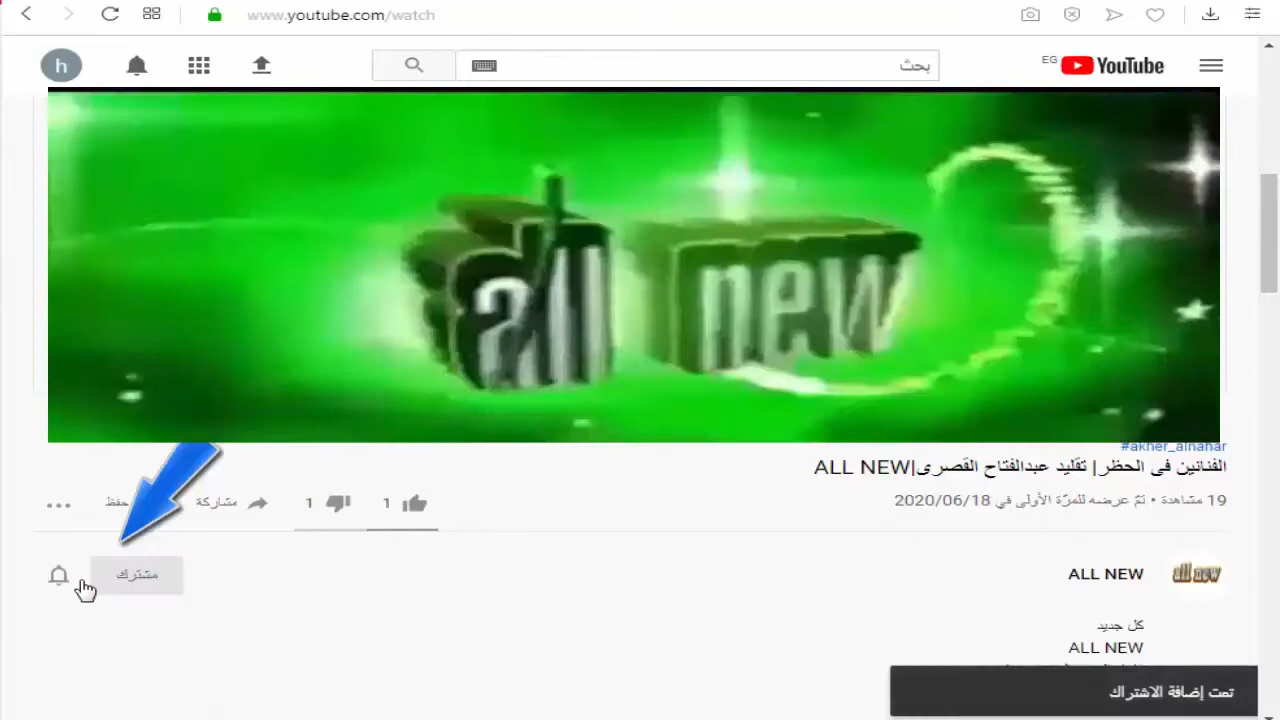 www.youtube.com/watch
h
بحث
YouTube EG
all new
#akher_alnahar
الفنانين فى الحظر| تقليد عبدالفتاح القصرى|ALL NEW
19 مشاهدة • تمّ عرضه للمرّة الأولى في 2020/06/18
1
1
مشاركة
حفظ
ALL NEW
all new
مشترك
كل جديد
ALL NEW
تمت إضافة الاشتراك